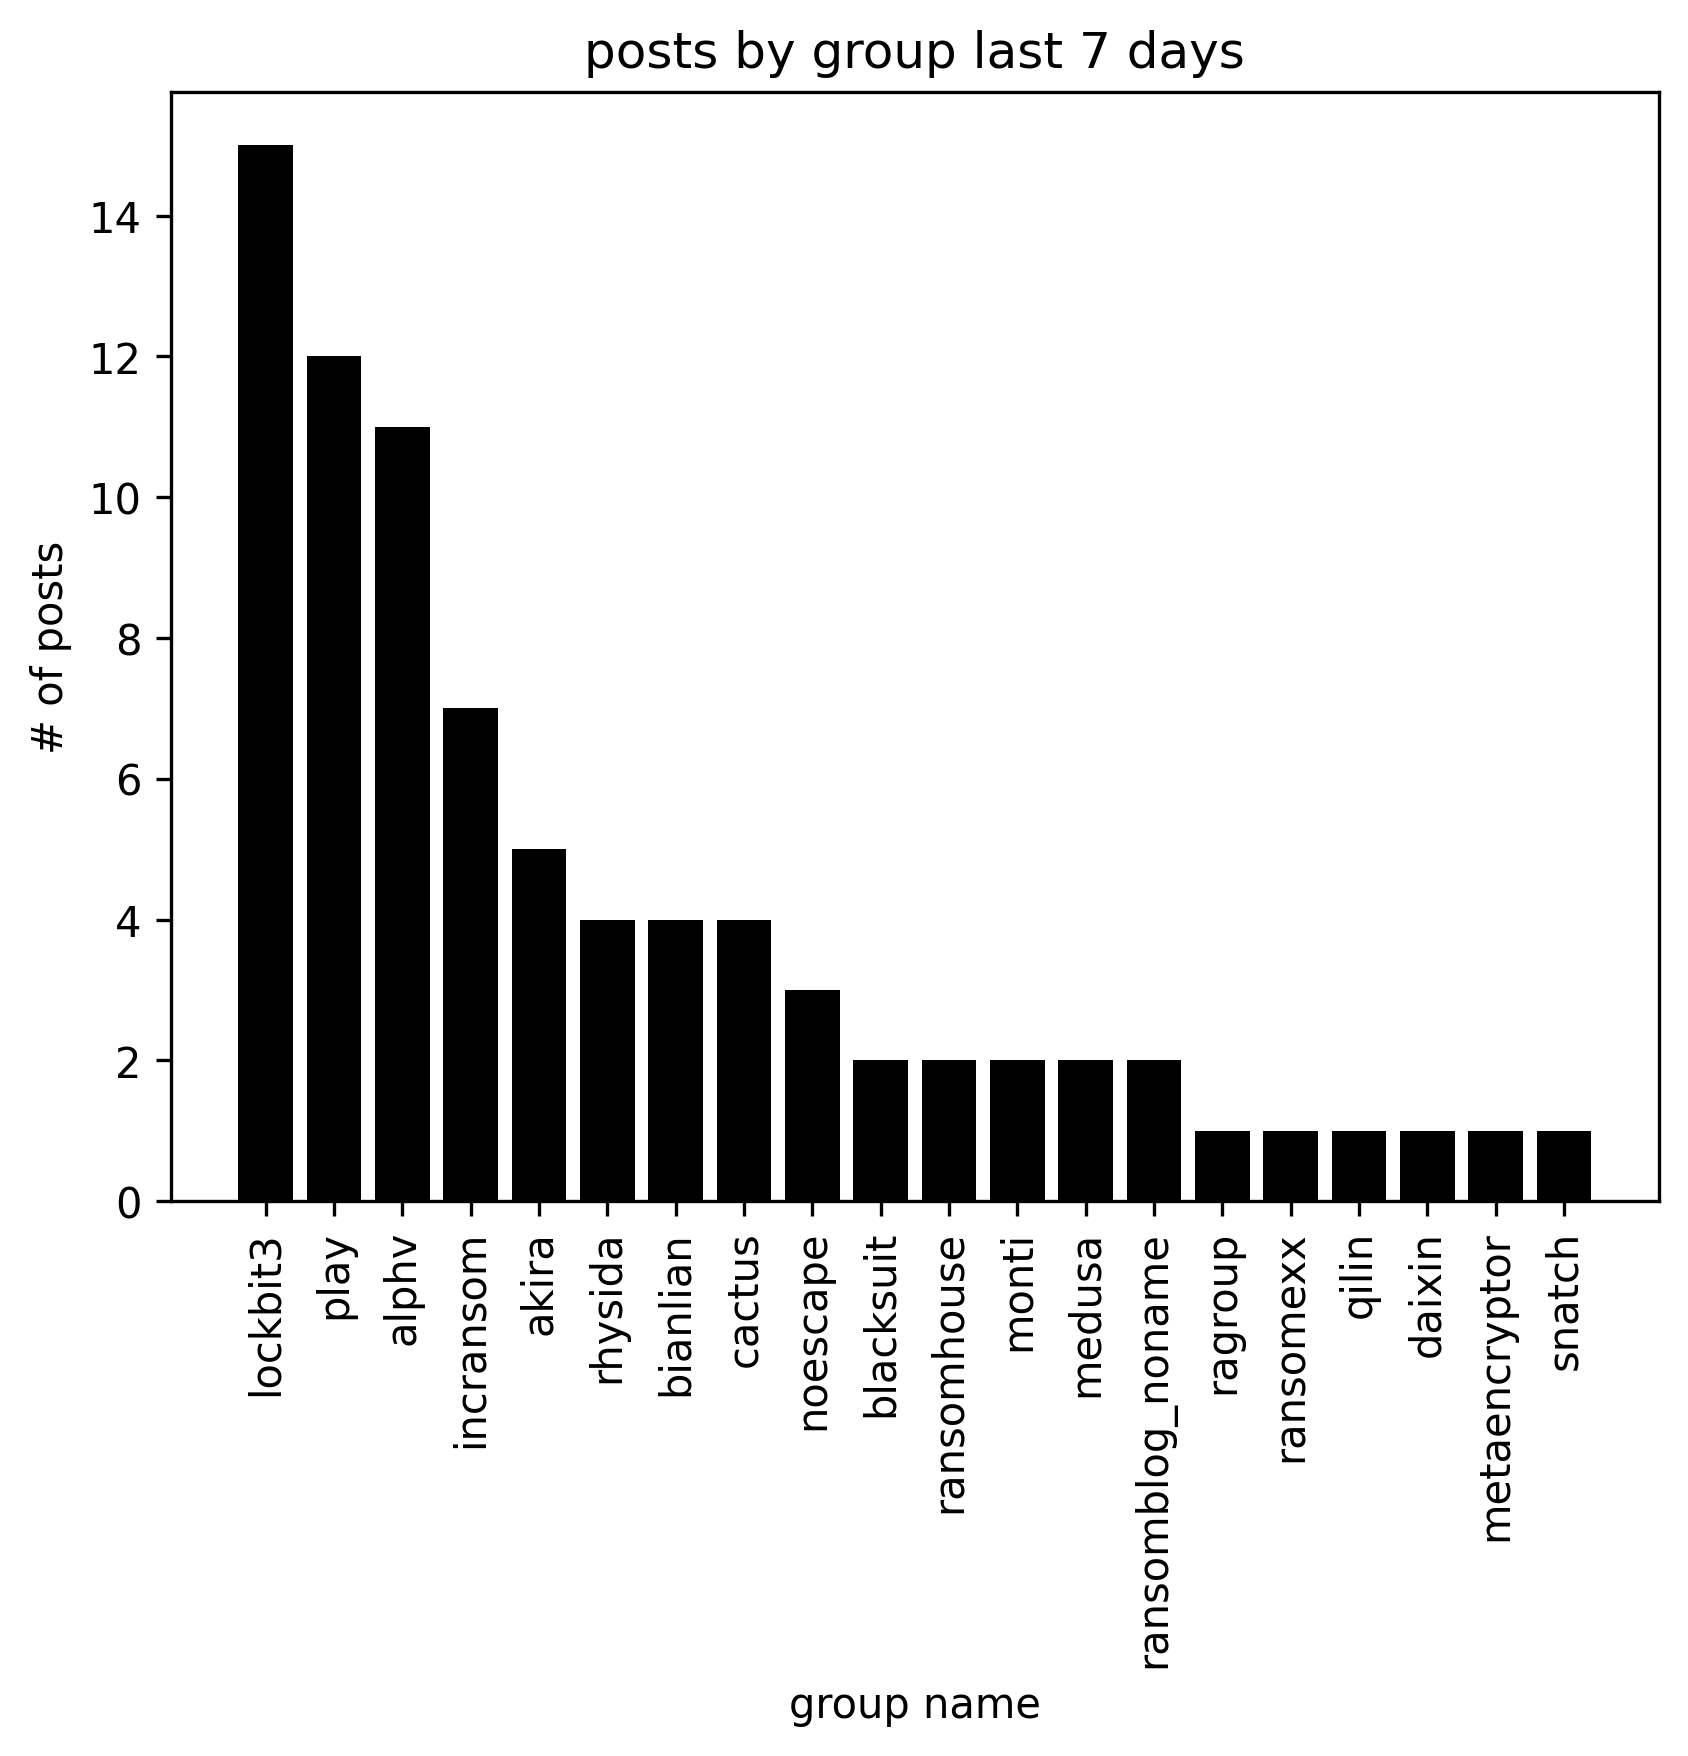 posts by group last 7 days
14
12
10
8
6
4
2
0
# of posts
lockbit3
play
alphv
incransom
akira
rhysida
bianlian
cactus
noescape
blacksuit
ransomhouse
monti
medusa
ransomblog_noname
ragroup
ransomexx
qilin
daixin
metaencryptor
snatch
group name